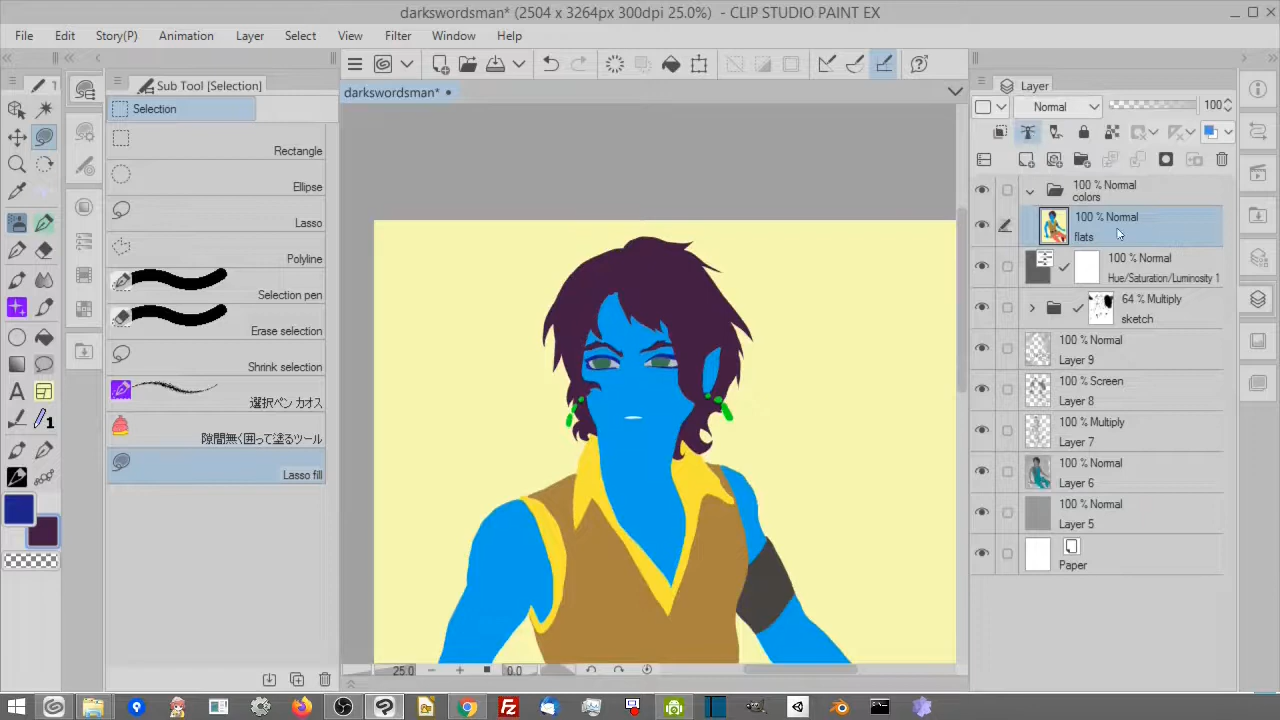 darkswordsman* (2504 x 3264px 300dpi 25.0%)  - CLIP STUDIO PAINT EX
File Edit Story(P) Animation Layer Select View Filter Window Help
Sub Tool [Selection]
Selection
Rectangle
Ellipse
Lasso
Polyline
Selection pen
Erase selection
Shrink selection
選択ペン カオス
隙間無く囲って塗るツール
Lasso fill
darkswordsman*
25.0
0.0
Layer
Normal
100
100 % Normal
colors
100 % Normal
flats
100 % Normal
Hue/Saturation/Luminosity 1
64 % Multiply
sketch
100 % Normal
Layer 9
100 % Screen
Layer 8
100 % Multiply
Layer 7
100 % Normal
Layer 6
100 % Normal
Layer 5
Paper